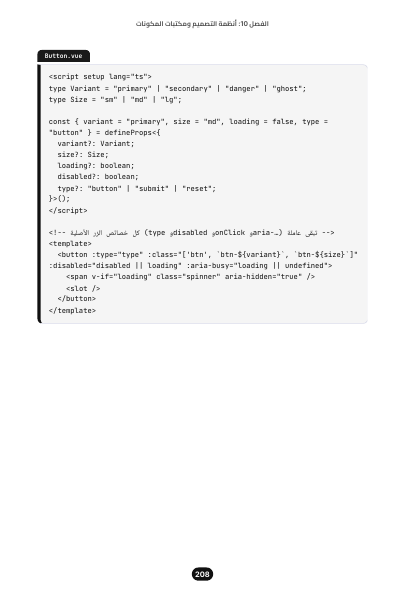 الفصل 10: أنظمة التصميم ومكتبات المكونات
Button.vue
<script setup lang="ts">
type Variant = "primary" | "secondary" | "danger" | "ghost";
type Size = "sm" | "md" | "lg";

const { variant = "primary", size = "md", loading = false, type =
"button" } = defineProps<{
  variant?: Variant;
  size?: Size;
  loading?: boolean;
  disabled?: boolean;
  type?: "button" | "submit" | "reset";
}>();
</script>

<!-- كل خصائص الزر الأصلية (type وdisabled وonClick وaria-…) تبقى عاملة -->
<template>
  <button :type="type" :class="['btn', `btn-${variant}`, `btn-${size}`]"
:disabled="disabled || loading" :aria-busy="loading || undefined">
    <span v-if="loading" class="spinner" aria-hidden="true" />
    <slot />
  </button>
</template>
208